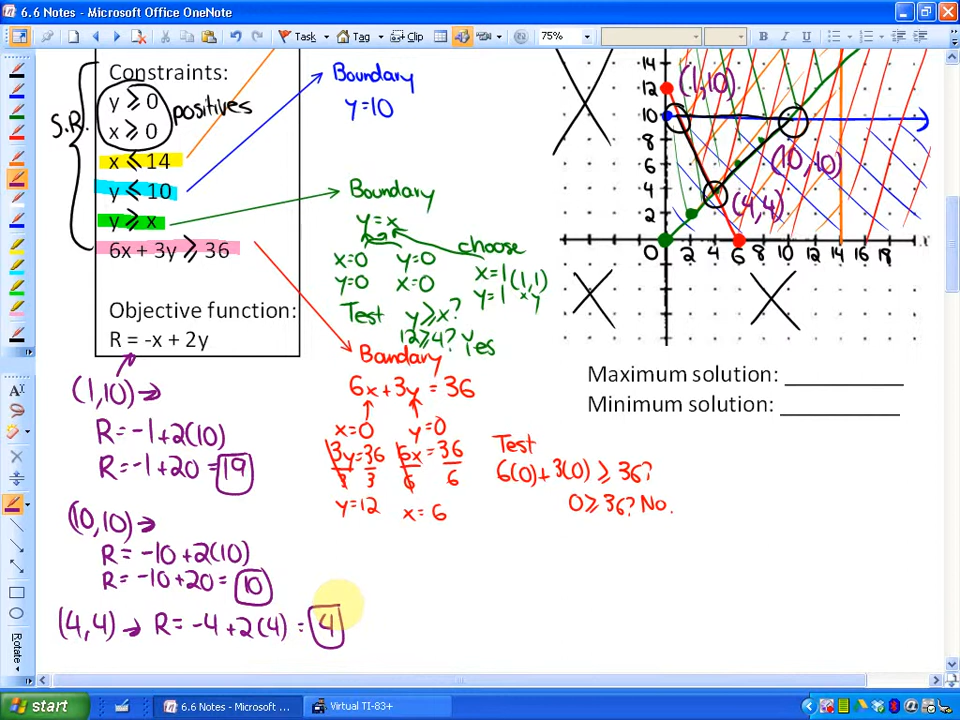 6.6 Notes - Microsoft Office OneNote
Task
Tag
Clip
75%
B I U
Constraints:
y ≥ 0
x ≥ 0
positives
S.R.
x ≤ 14
y ≤ 10
y ≥ x
6x + 3y ≥ 36
Objective function:
R = -x + 2y
Boundary
y=10
Boundary
y=x
x=0 y=0
y=0 x=0
choose
x=1 (1,1)
y=1 x y
Test y≥x?
12≥4? Yes
Boundary
6x+3y=36
x=0 y=0
3y=36 6x=36
3 3 6 6
y=12 x=6
Test
6(0)+3(0) ≥ 36?
0≥36? No.
(1,10) →
R=-1+2(10)
R=-1+20=19
(10,10) →
R=-10+2(10)
R=-10+20=10
(4,4) → R=-4+2(4)=4
14
12
10
8
6
4
2
0 2 4 6 8 10 12 14 16 18 x
(1,10)
(10,10)
(4,4)
Maximum solution: ___________
Minimum solution: ___________
Rotate
start
6.6 Notes - Microsoft ...
Virtual TI-83+